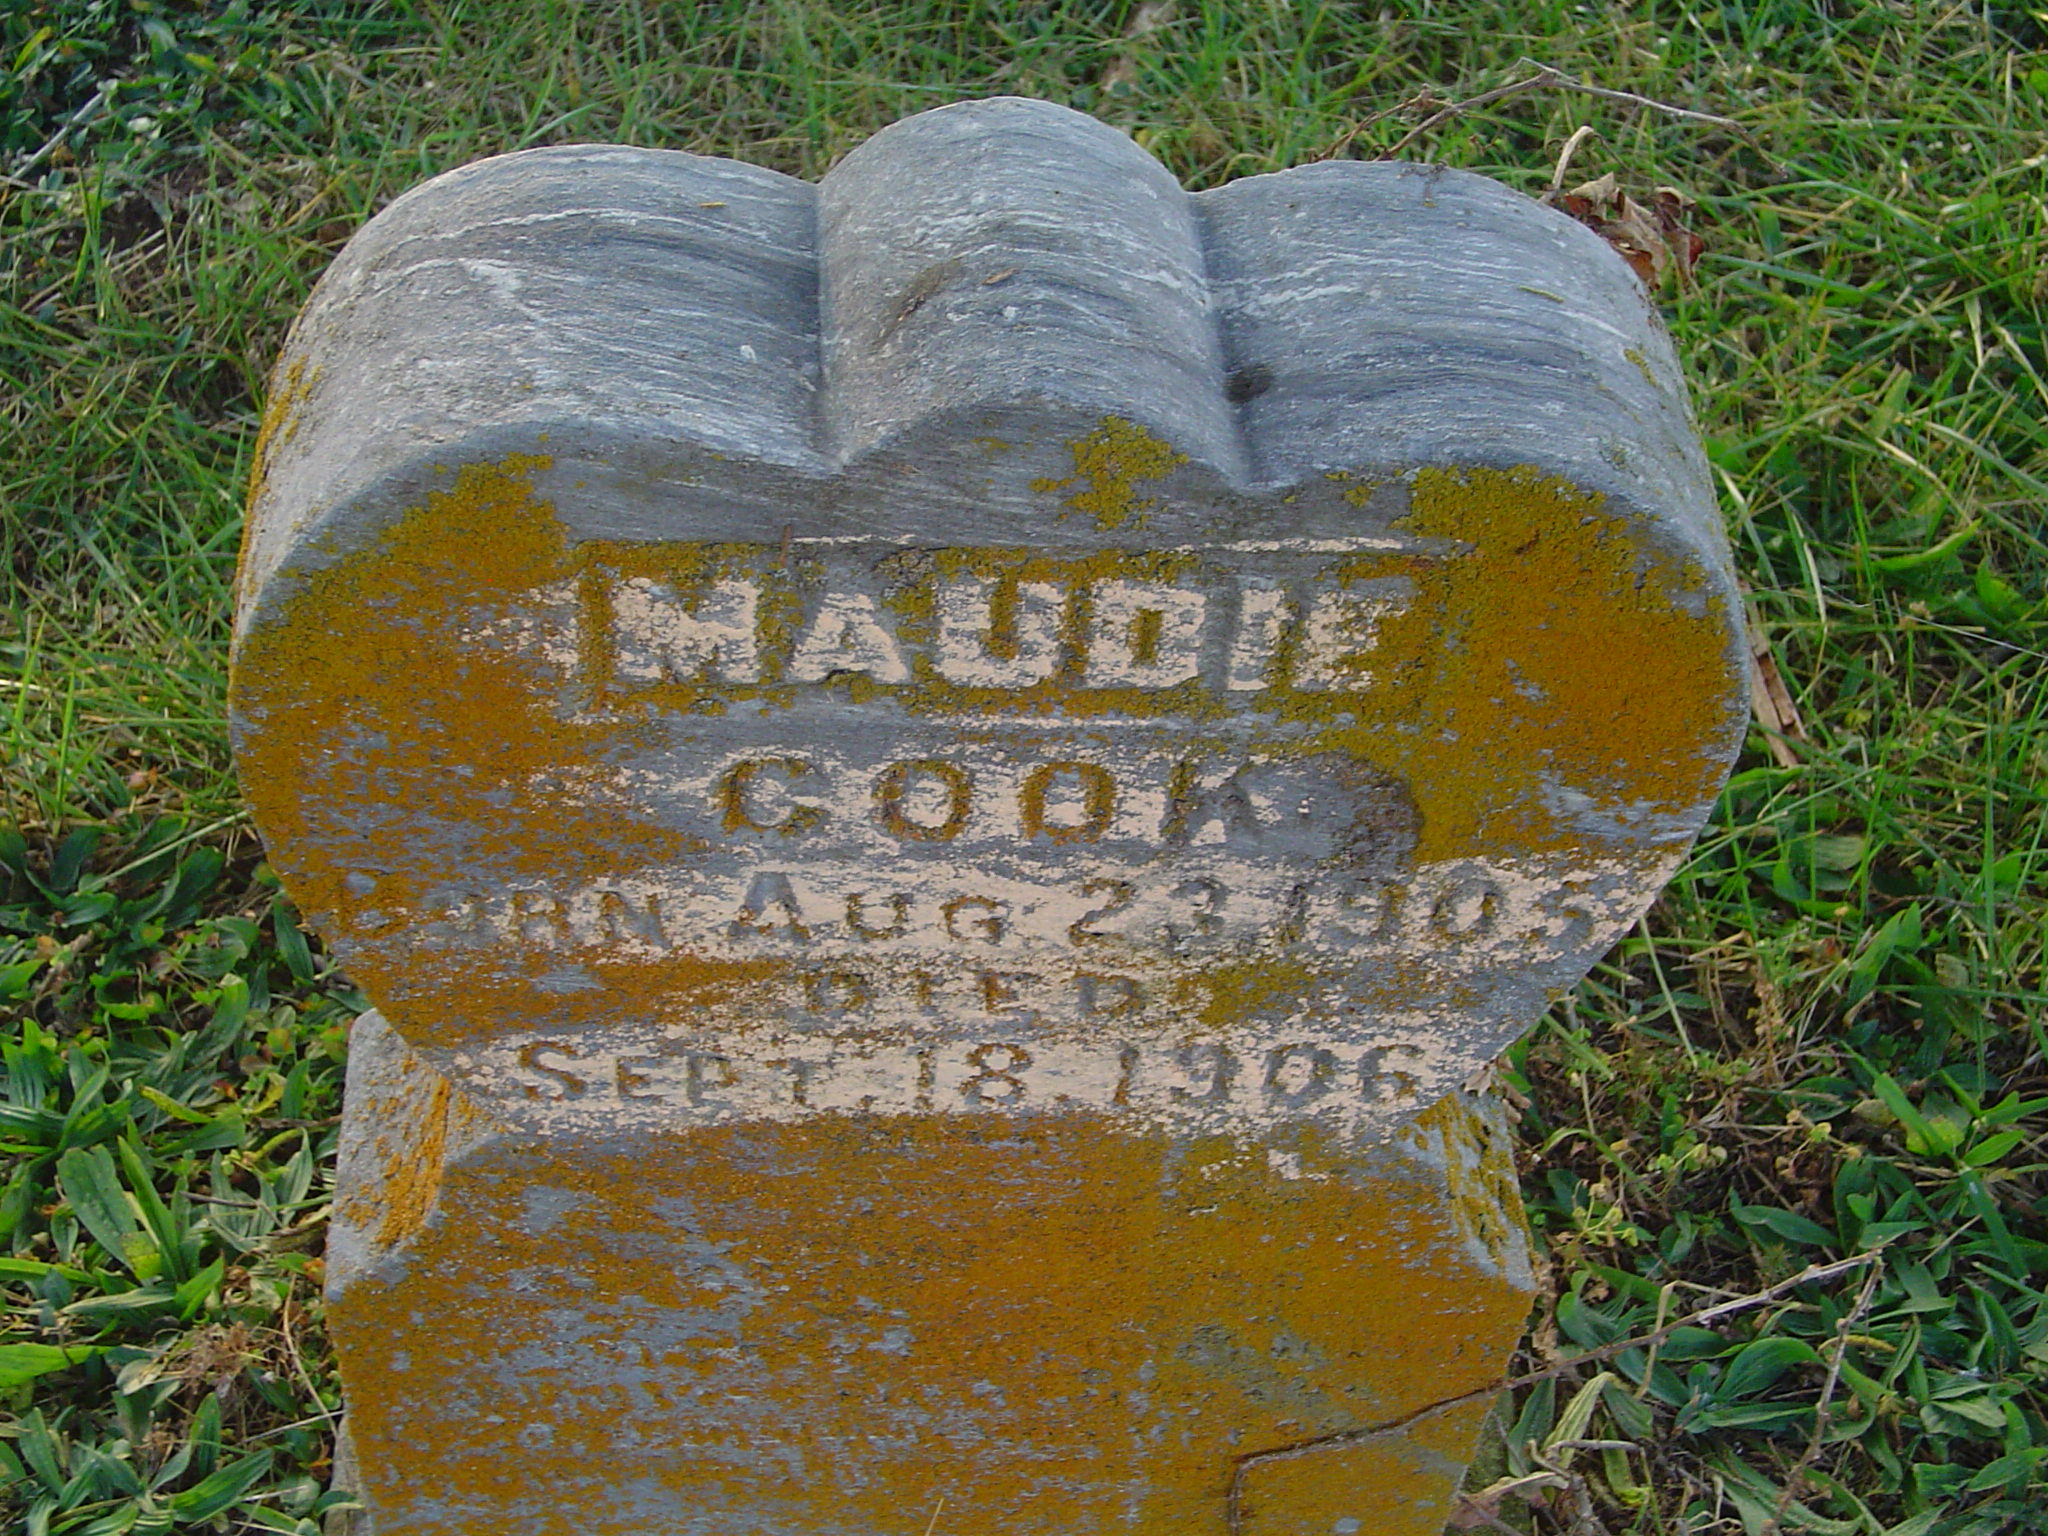 MAUDIE
COOK
BORN AUG 23, 1905
DIED
SEPT. 18, 1906